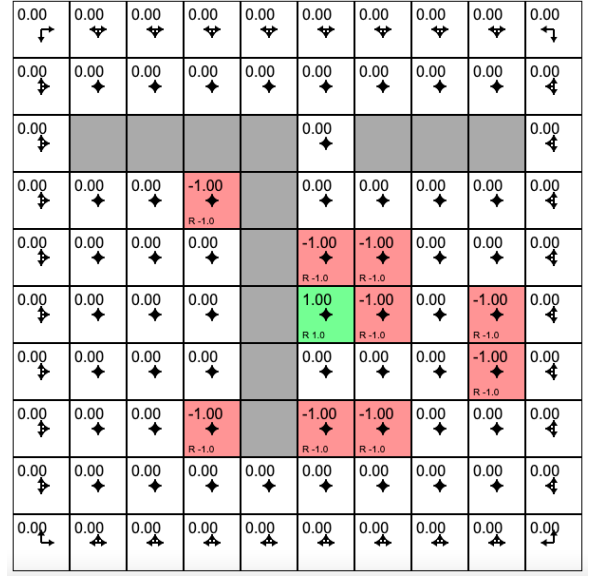 0.00 0.00 0.00 0.00 0.00 0.00 0.00 0.00 0.00 0.00
0.00 0.00 0.00 0.00 0.00 0.00 0.00 0.00 0.00 0.00
0.00 0.00 0.00
0.00 0.00 0.00 -1.00 0.00 0.00 0.00 0.00 0.00
R -1.0
0.00 0.00 0.00 0.00 -1.00 -1.00 0.00 0.00 0.00
R -1.0 R -1.0
0.00 0.00 0.00 0.00 1.00 -1.00 0.00 -1.00 0.00
R 1.0 R -1.0 R -1.0
0.00 0.00 0.00 0.00 0.00 0.00 0.00 -1.00 0.00
R -1.0
0.00 0.00 0.00 -1.00 -1.00 -1.00 0.00 0.00 0.00
R -1.0 R -1.0 R -1.0
0.00 0.00 0.00 0.00 0.00 0.00 0.00 0.00 0.00 0.00
0.00 0.00 0.00 0.00 0.00 0.00 0.00 0.00 0.00 0.00